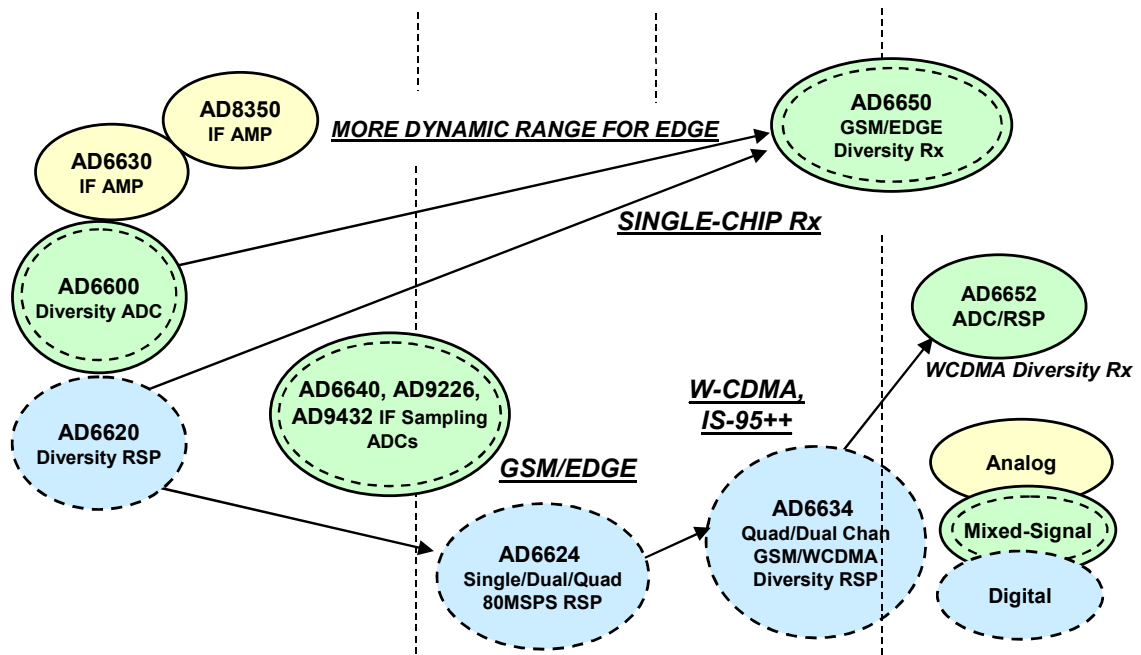 AD8350
IF AMP
AD6630
IF AMP
MORE DYNAMIC RANGE FOR EDGE
AD6650
GSM/EDGE
Diversity Rx
SINGLE-CHIP Rx
AD6600
Diversity ADC
AD6652
ADC/RSP
WCDMA Diversity Rx
AD6640, AD9226,
AD9432 IF Sampling
ADCs
W-CDMA,
IS-95++
AD6620
Diversity RSP
GSM/EDGE
AD6624
Single/Dual/Quad
80MSPS RSP
AD6634
Quad/Dual Chan
GSM/WCDMA
Diversity RSP
Analog
Mixed-Signal
Digital